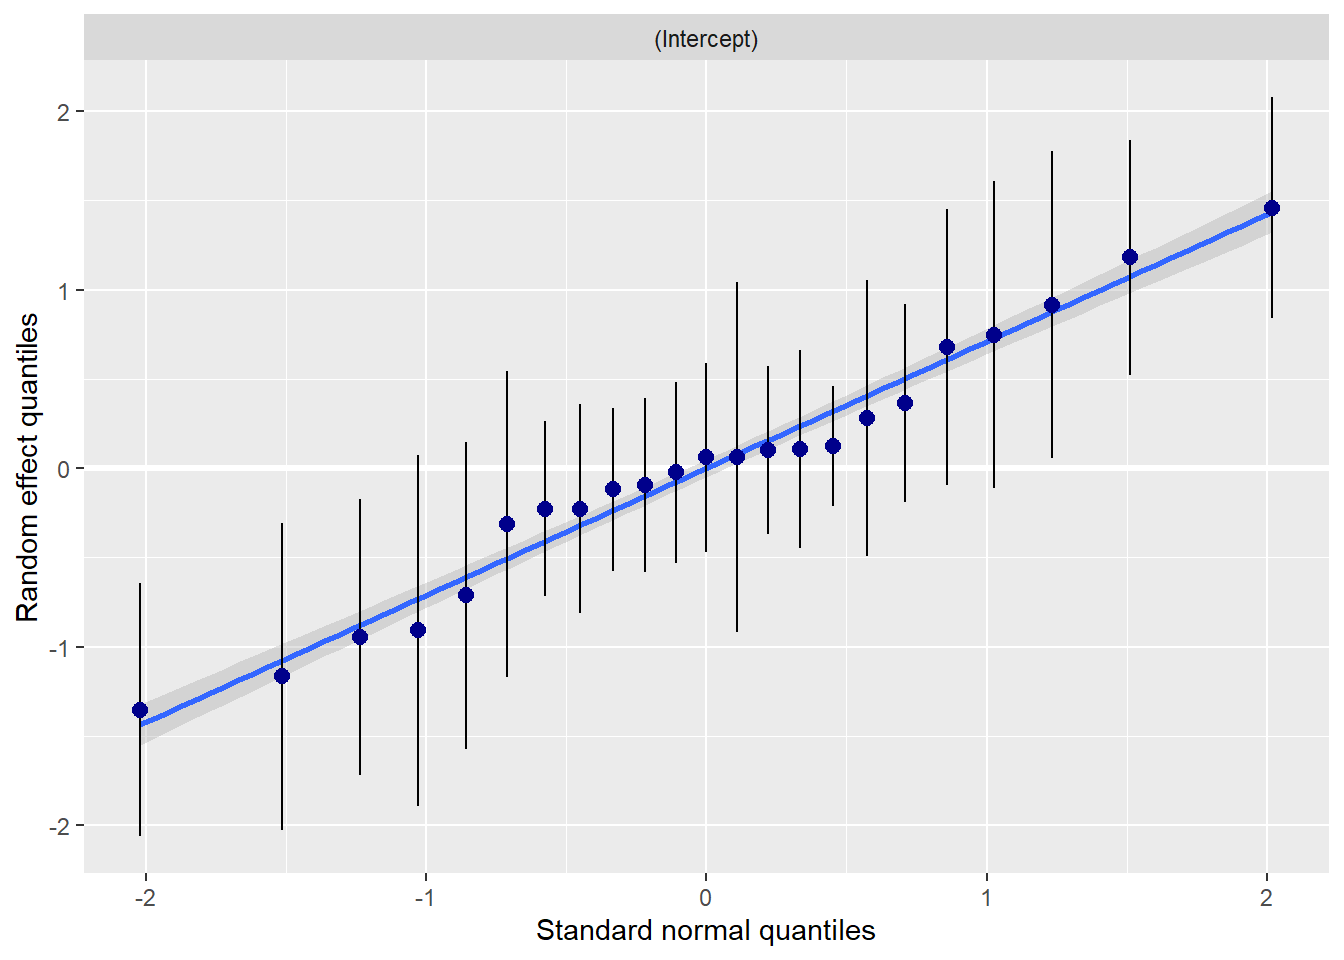 (Intercept)
2
1
0
-1
-2
Random effect quantiles
-2 -1 0 1 2
Standard normal quantiles